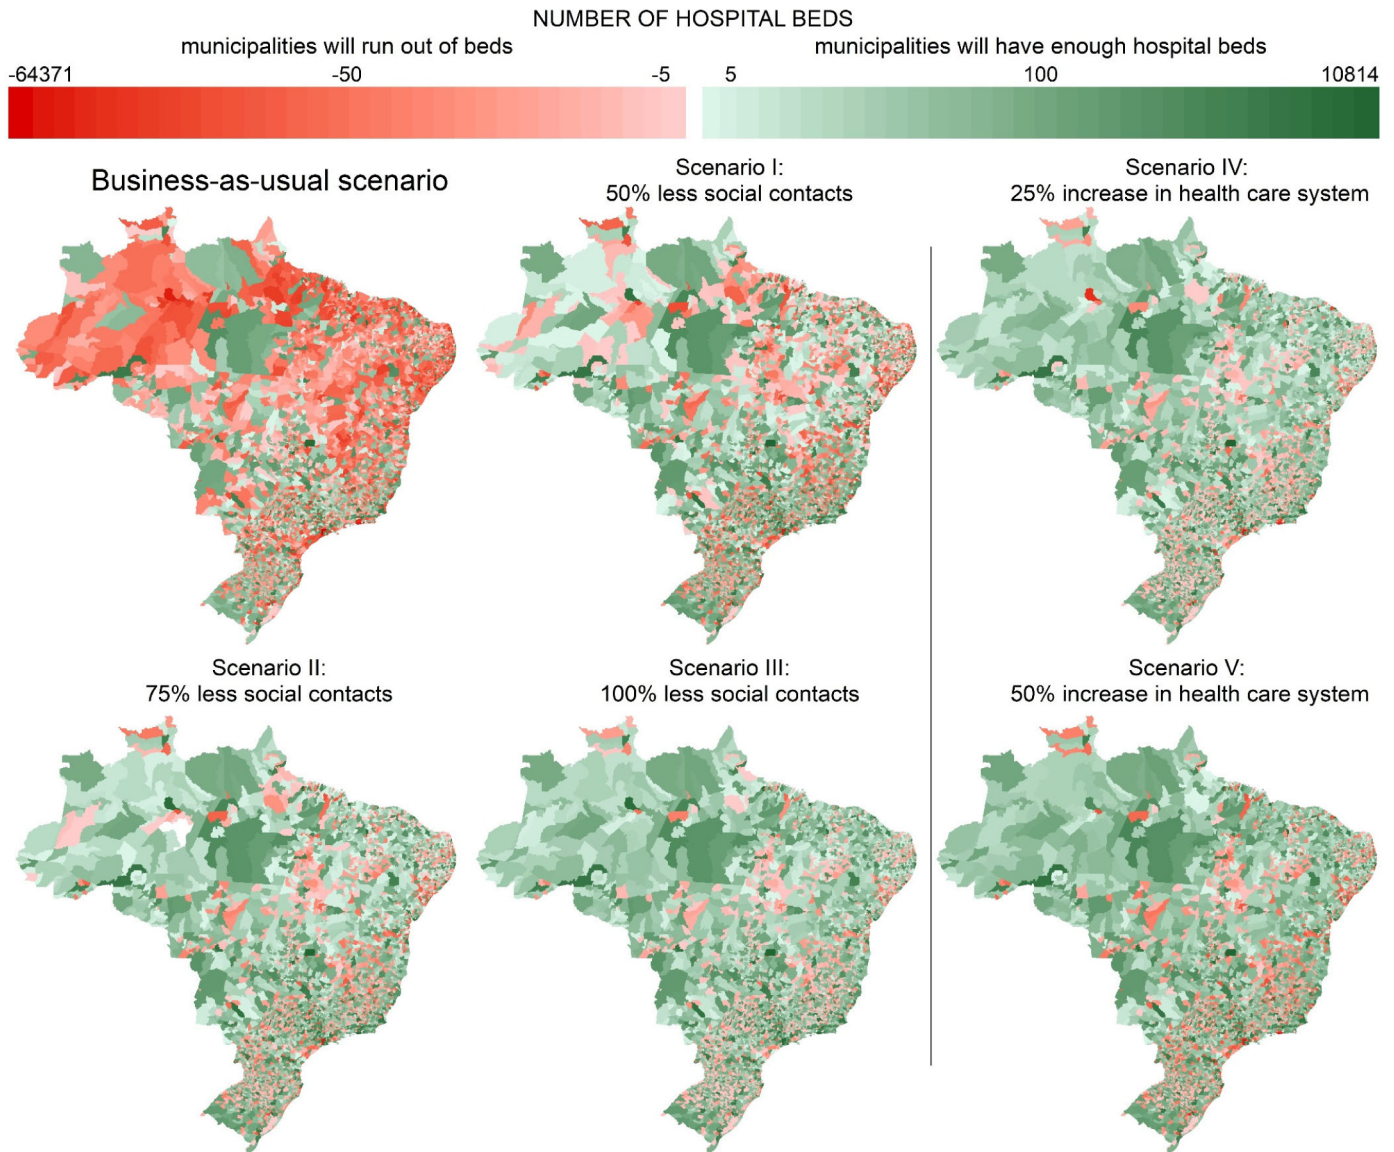 NUMBER OF HOSPITAL BEDS
municipalities will run out of beds
municipalities will have enough hospital beds
-64371 -50 -5 5 100 10814
Business-as-usual scenario
Scenario I:
50% less social contacts
Scenario IV:
25% increase in health care system
Scenario II:
75% less social contacts
Scenario III:
100% less social contacts
Scenario V:
50% increase in health care system